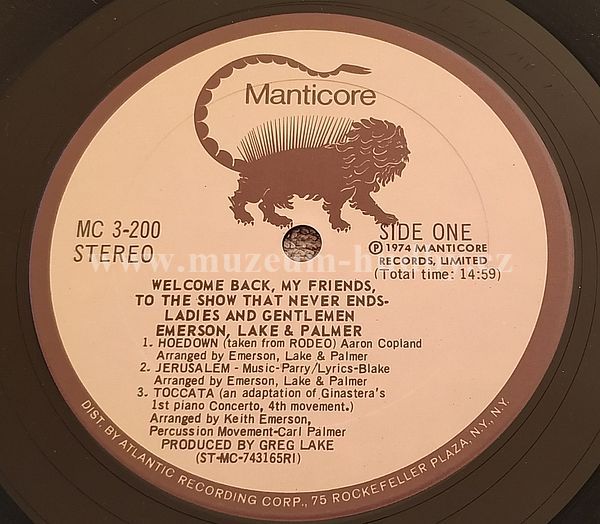 Manticore
MC 3-200
STEREO
SIDE ONE
Ⓟ 1974 MANTICORE
RECORDS, LIMITED
(Total time: 14:59)
WELCOME BACK, MY FRIENDS,
TO THE SHOW THAT NEVER ENDS-
LADIES AND GENTLEMEN
EMERSON, LAKE & PALMER
1. HOEDOWN (taken from RODEO) Aaron Copland
Arranged by Emerson, Lake & Palmer
2. JERUSALEM - Music-Parry/Lyrics-Blake
Arranged by Emerson, Lake & Palmer
3. TOCCATA (an adaptation of Ginastera's
1st piano Concerto, 4th movement.)
Arranged by Keith Emerson,
Percussion Movement-Carl Palmer
PRODUCED BY GREG LAKE
(ST-MC-743165RI)
DIST. BY ATLANTIC RECORDING CORP., 75 ROCKEFELLER PLAZA, N.Y., N.Y.